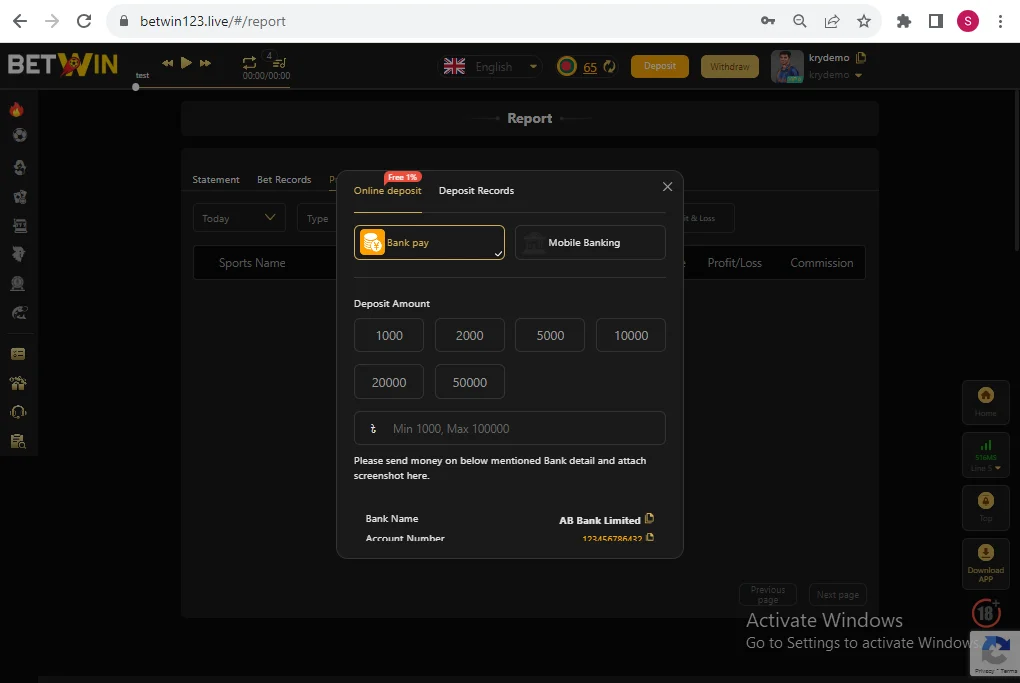 betwin123.live/#/report
S
BETWIN
test
4
00:00/00:00
English
65
Deposit
Withdraw
krydemo
krydemo
Report
Statement
Bet Records
Today
Type
it & Loss
Sports Name
Profit/Loss
Commission
Free 1%
Online deposit
Deposit Records
Bank pay
Mobile Banking
Deposit Amount
1000
2000
5000
10000
20000
50000
৳ Min 1000, Max 100000
Please send money on below mentioned Bank detail and attach
screenshot here.
Bank Name
AB Bank Limited
Account Number
123456786432
Home
516MS
Line 5
Top
Download
APP
Previous
page
Next page
18+
Activate Windows
Go to Settings to activate Windows.
Privacy - Terms